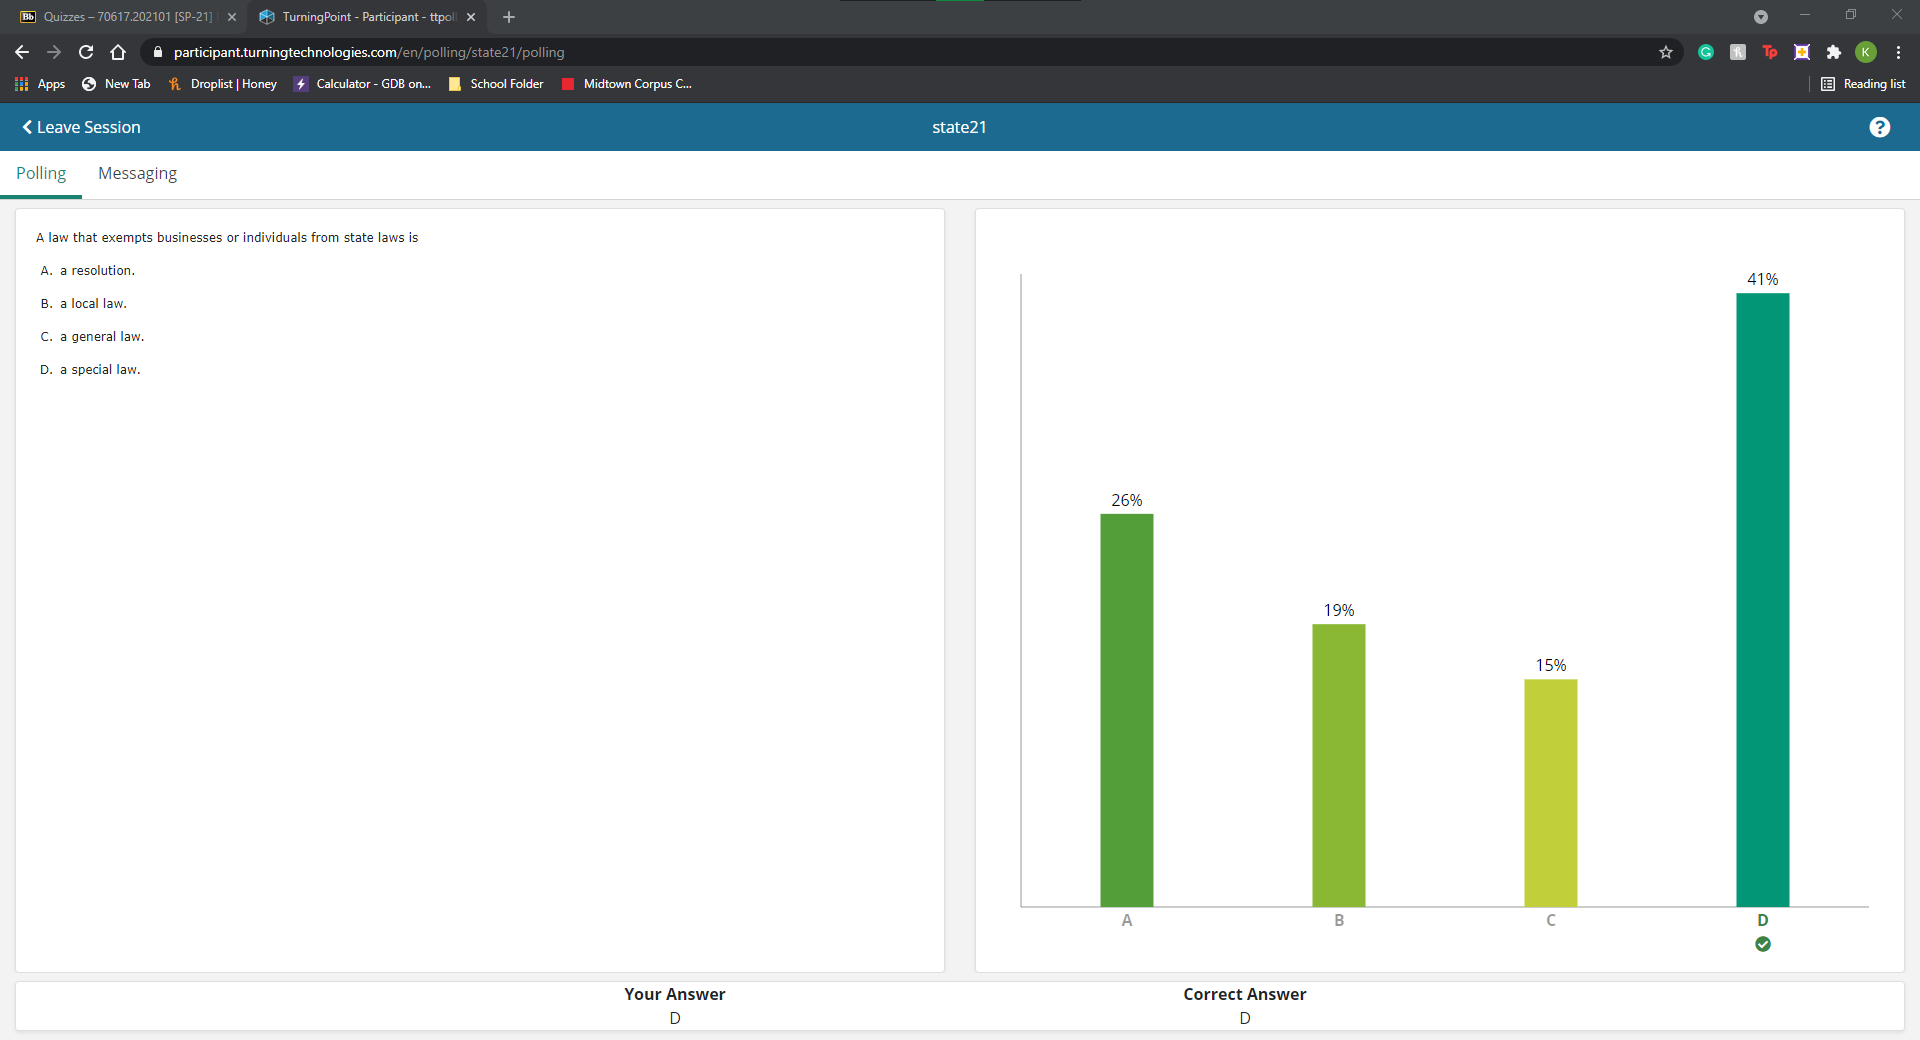 Bb Quizzes – 70617.202101 [SP-21]
TurningPoint - Participant - ttpoll
participant.turningtechnologies.com/en/polling/state21/polling
Tp
K
Apps
New Tab
Droplist | Honey
Calculator - GDB on...
School Folder
Midtown Corpus C...
Reading list
Leave Session
state21
?
Polling
Messaging
A law that exempts businesses or individuals from state laws is
A. a resolution.
B. a local law.
C. a general law.
D. a special law.
41%
26%
19%
15%
A
B
C
D
Your Answer
Correct Answer
D
D